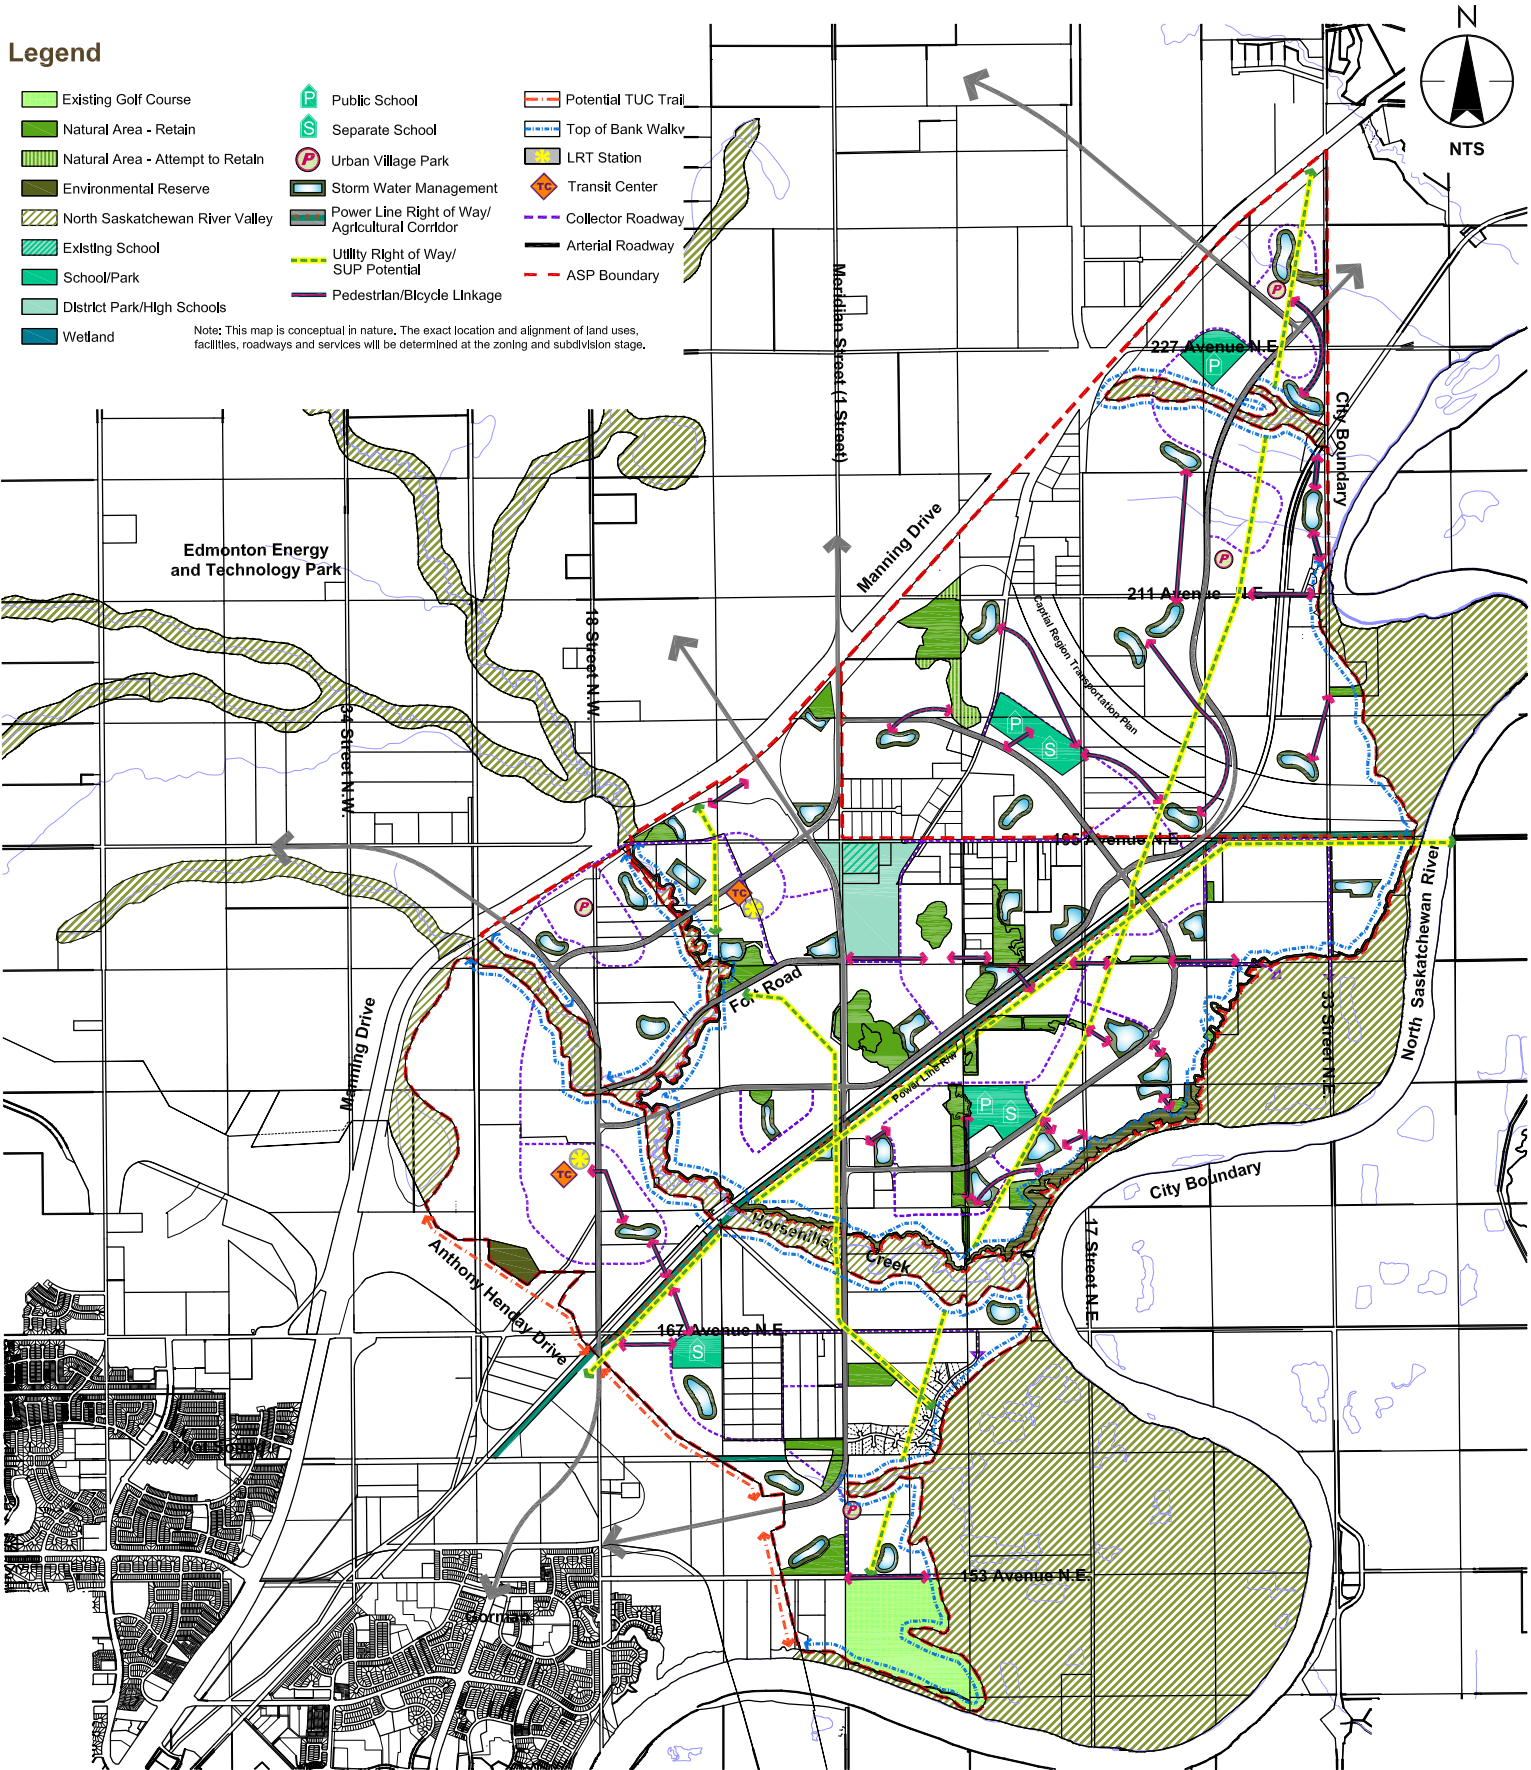 Legend
Existing Golf Course
Natural Area - Retain
Natural Area - Attempt to Retain
Environmental Reserve
North Saskatchewan River Valley
Existing School
School/Park
District Park/High Schools
Wetland
P Public School
S Separate School
P Urban Village Park
Storm Water Management
Power Line Right of Way/
Agricultural Corridor
Utility Right of Way/
SUP Potential
Pedestrian/Bicycle Linkage
Potential TUC Trail
Top of Bank Walkw
LRT Station
TC Transit Center
Collector Roadway
Arterial Roadway
ASP Boundary
Note: This map is conceptual in nature. The exact location and alignment of land uses,
facilities, roadways and services will be determined at the zoning and subdivision stage.
N
NTS
Meridian Street (1 Street)
227 Avenue N.E
P
P
City Boundary
Manning Drive
Edmonton Energy
and Technology Park
P
211 Avenue N.E.
18 Street N.W.
Captial Region Transportation Plan
34 Street N.W.
P
S
195 Avenue N.E.
North Saskatchewan River
TC
P
Fort Road
33 Street N.E.
Manning Drive
Power Line R/W
P
S
TC
City Boundary
Horsehills
Creek
17 Street N.E.
Anthony Henday Drive
167 Avenue N.E.
S
P
153 Avenue N.E.
Gorman